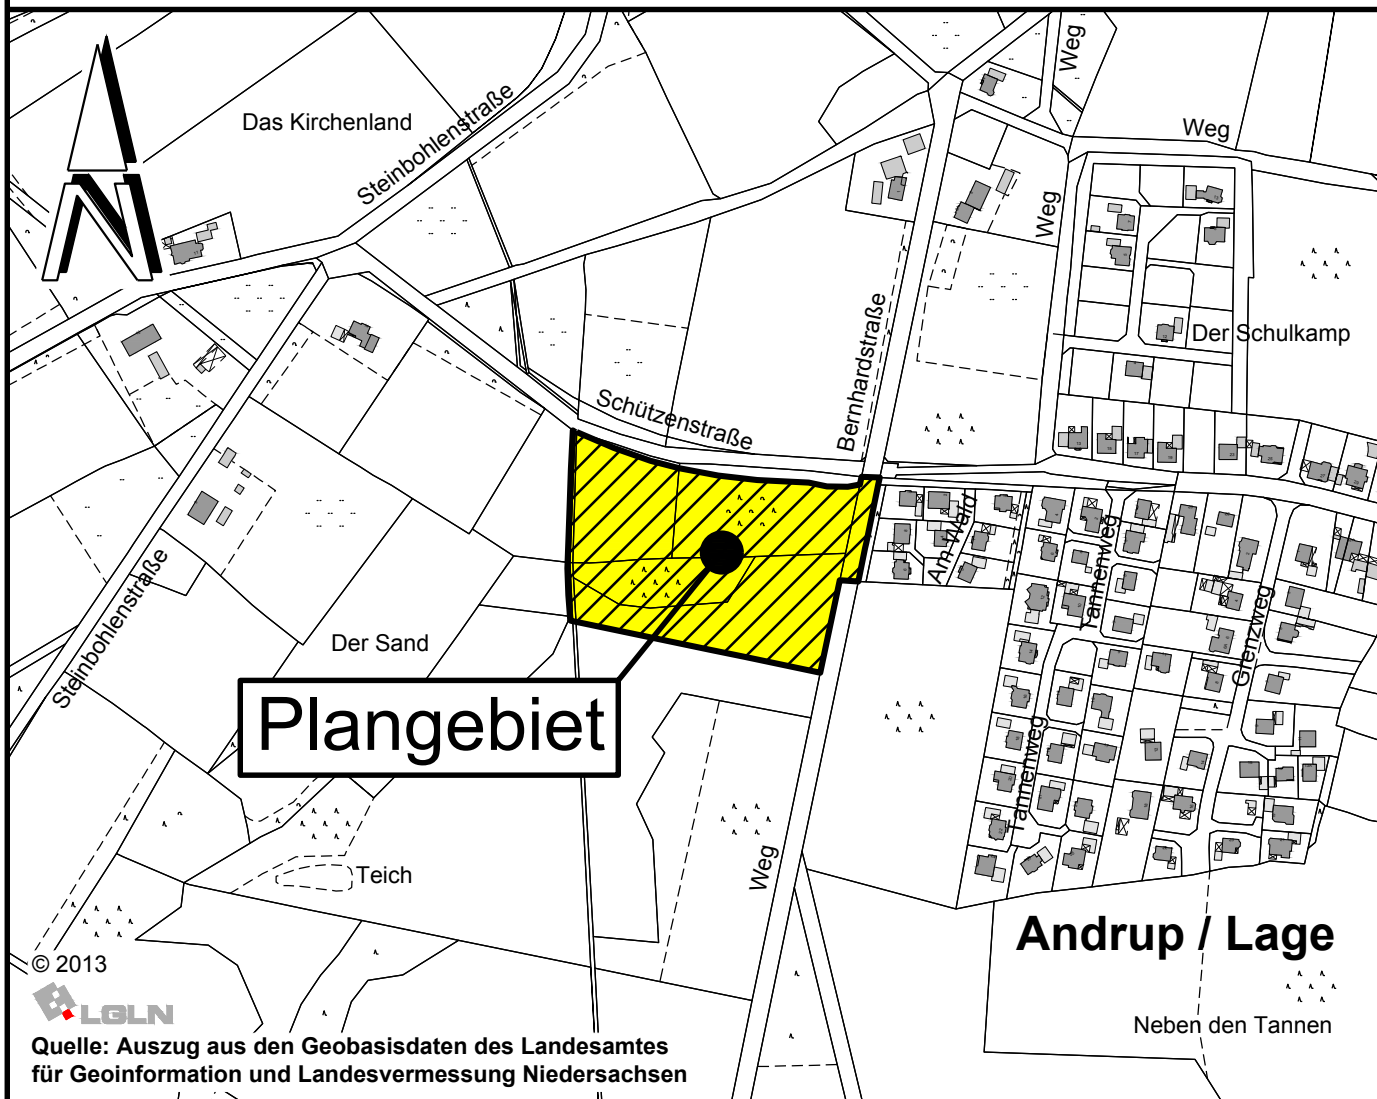 N
Weg
Steinbohlenstraße
Das Kirchenland
Weg
Weg
Bernhardstraße
Der Schulkamp
Schützenstraße
Am Wald
Tannenweg
Steinbohlenstraße
Der Sand
Grenzweg
Plangebiet
Tannenweg
Weg
Teich
Andrup / Lage
© 2013
LGLN
Neben den Tannen
Quelle: Auszug aus den Geobasisdaten des Landesamtes
für Geoinformation und Landesvermessung Niedersachsen